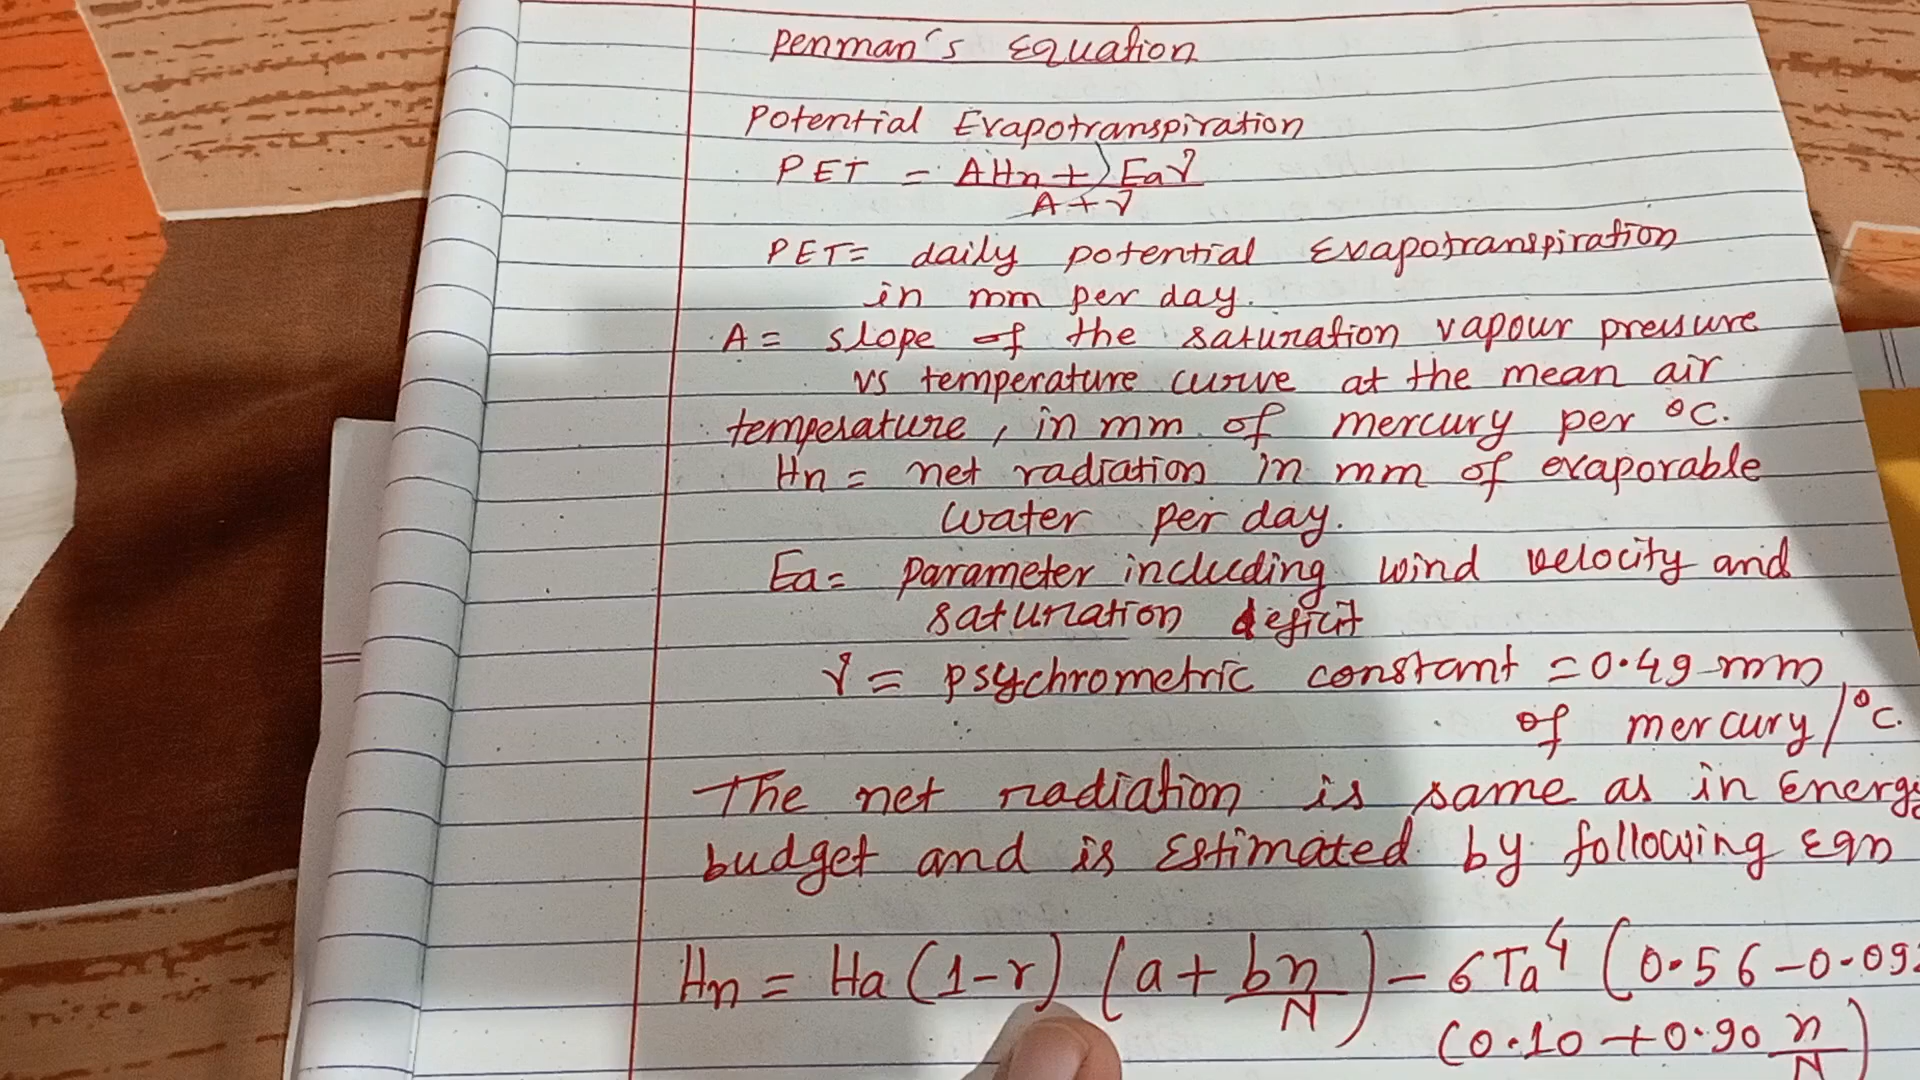 Penman's Equation
Potential Evapotranspiration
PET = AHn + Eaγ
A + γ
PET = daily potential Evapotranspiration
in mm per day.
A = slope of the saturation vapour pressure
vs temperature curve at the mean air
temperature, in mm of mercury per °C.
Hn = net radiation in mm of evaporable
water per day.
Ea = parameter including wind velocity and
saturation deficit
γ = psychrometric constant = 0.49 mm
of mercury/°C.
The net radiation is same as in Energy
budget and is Estimated by following Eqn
Hn = Ha (1-r) (a + bn/N) - σTa⁴ (0.56 - 0.092
(0.10 + 0.90 n/N)